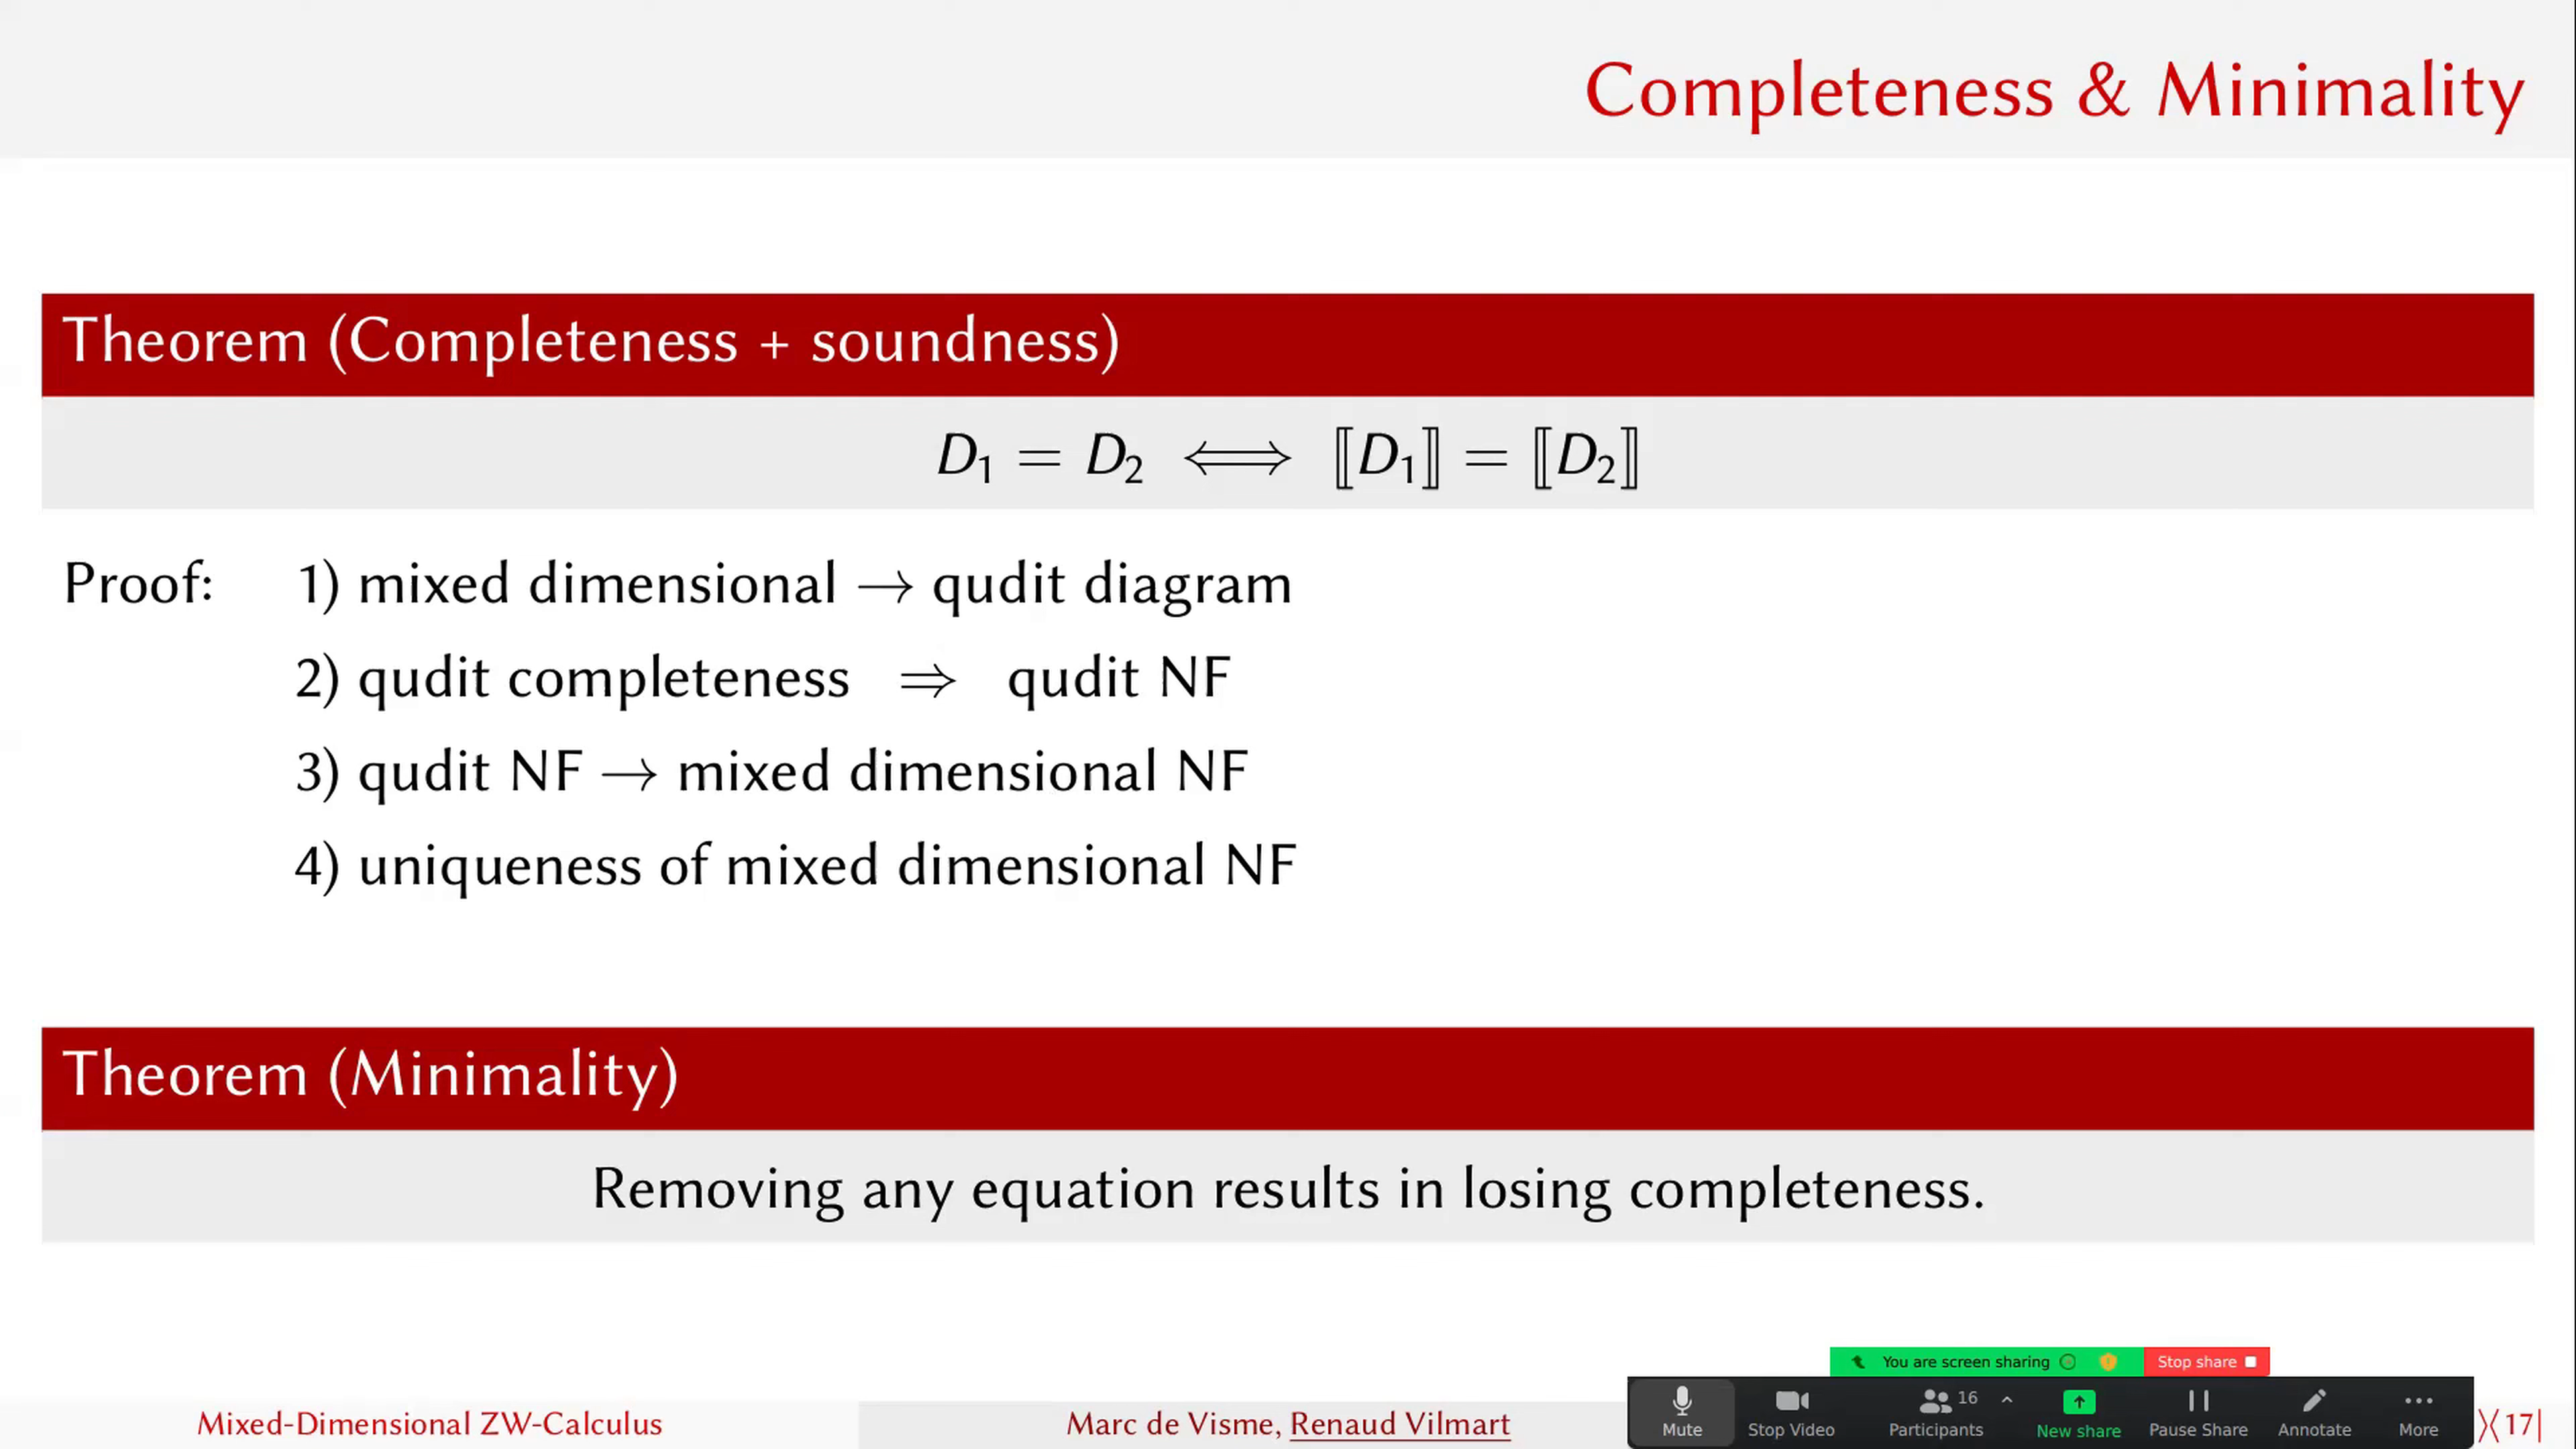 Completeness & Minimality
Theorem (Completeness + soundness)
D₁ = D₂ ⟺ ⟦D₁⟧ = ⟦D₂⟧
Proof: 1) mixed dimensional → qudit diagram
2) qudit completeness ⇒ qudit NF
3) qudit NF → mixed dimensional NF
4) uniqueness of mixed dimensional NF
Theorem (Minimality)
Removing any equation results in losing completeness.
You are screen sharing Stop share
Mixed-Dimensional ZW-Calculus Marc de Visme, Renaud Vilmart ⟩⟨17|
Mute Stop Video Participants 16 New share Pause Share Annotate More